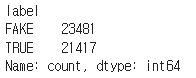 label
FAKE    23481
TRUE    21417
Name: count, dtype: int64